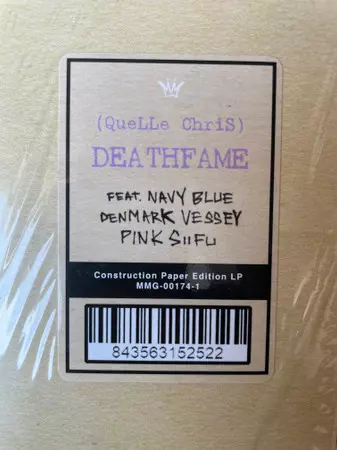 (QueLLe ChriS)
DEATHFAME
FEAT. NAVY BLUE
DENMARK VESSEY
PINK SIIFU
Construction Paper Edition LP
MMG-00174-1
843563152522